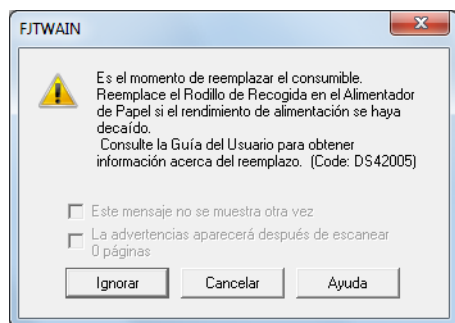 FJTWAIN
Es el momento de reemplazar el consumible.
Reemplace el Rodillo de Recogida en el Alimentador
de Papel si el rendimiento de alimentación se haya
decaído.
Consulte la Guía del Usuario para obtener
información acerca del reemplazo. (Code: DS42005)
Este mensaje no se muestra otra vez
La advertencias aparecerá después de escanear
0 páginas
Ignorar
Cancelar
Ayuda